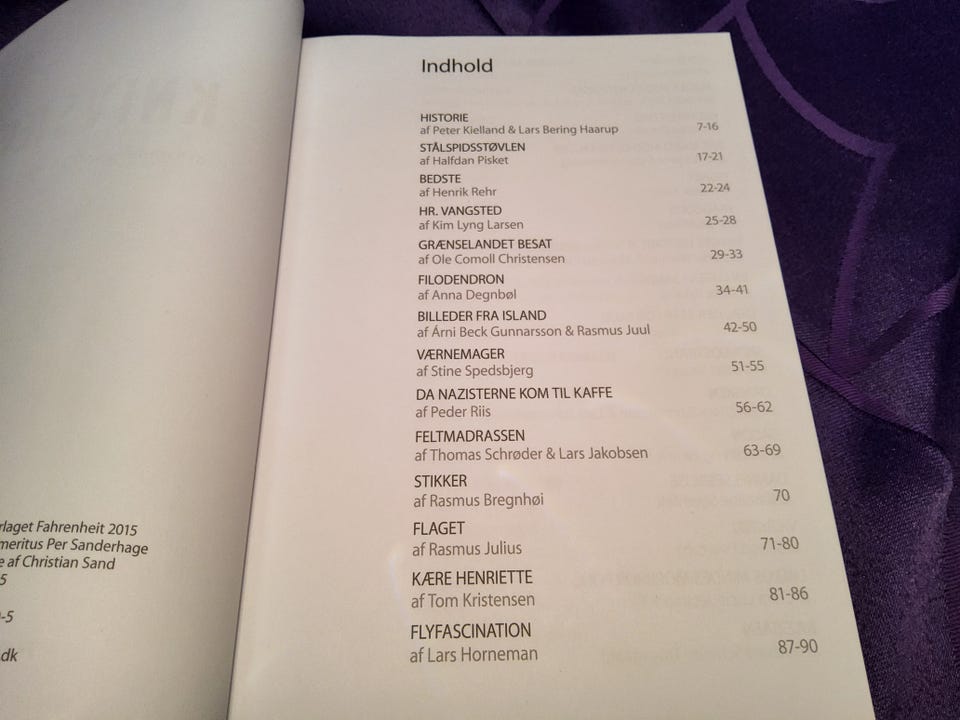 rlaget Fahrenheit 2015
meritus Per Sanderhage
e af Christian Sand
5
-5
dk
Indhold
HISTORIE
af Peter Kielland & Lars Bering Haarup 7-16
STÅLSPIDSSTØVLEN
af Halfdan Pisket 17-21
BEDSTE
af Henrik Rehr 22-24
HR. VANGSTED
af Kim Lyng Larsen 25-28
GRÆNSELANDET BESAT
af Ole Comoll Christensen 29-33
FILODENDRON
af Anna Degnbøl 34-41
BILLEDER FRA ISLAND
af Árni Beck Gunnarsson & Rasmus Juul 42-50
VÆRNEMAGER
af Stine Spedsbjerg 51-55
DA NAZISTERNE KOM TIL KAFFE
af Peder Riis 56-62
FELTMADRASSEN
af Thomas Schrøder & Lars Jakobsen 63-69
STIKKER
af Rasmus Bregnhøi 70
FLAGET
af Rasmus Julius 71-80
KÆRE HENRIETTE
af Tom Kristensen 81-86
FLYFASCINATION
af Lars Horneman 87-90